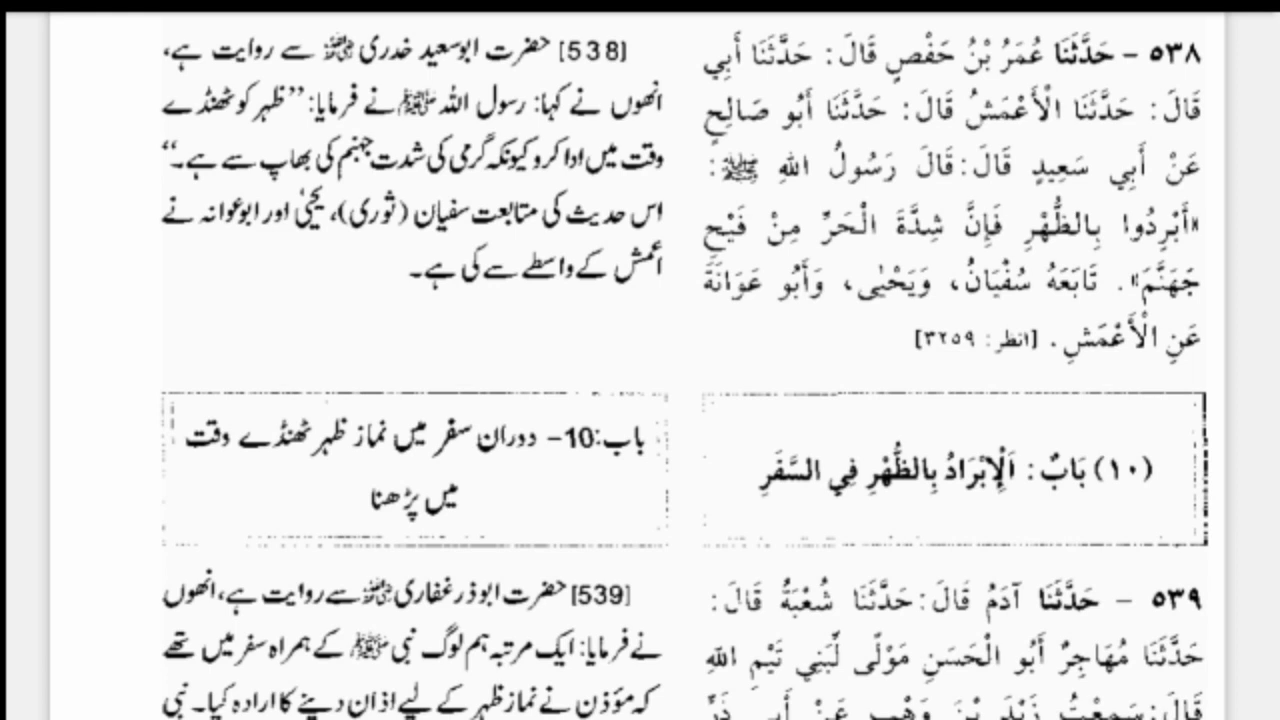 ٥٣٨ - حَدَّثَنَا عُمَرُ بْنُ حَفْصٍ قَالَ: حَدَّثَنَا أَبِي
قَالَ: حَدَّثَنَا الْأَعْمَشُ قَالَ: حَدَّثَنَا أَبُو صَالِحٍ
عَنْ أَبِي سَعِيدٍ قَالَ: قَالَ رَسُولُ اللهِ ﷺ:
«أَبْرِدُوا بِالظُّهْرِ فَإِنَّ شِدَّةَ الْحَرِّ مِنْ فَيْحِ
جَهَنَّمَ». تَابَعَهُ سُفْيَانُ، وَيَحْيٰى، وَأَبُو عَوَانَةَ
عَنِ الْأَعْمَشِ. [انظر: ٣٢٥٩]
[538] حضرت ابوسعید خدری ؓ سے روایت ہے،
انھوں نے کہا: رسول اللہ ﷺ نے فرمایا: ”ظہر کو ٹھنڈے
وقت میں ادا کرو کیونکہ گرمی کی شدت جہنم کی بھاپ سے ہے۔“
اس حدیث کی متابعت سفیان (ثوری)، یحییٰ اور ابوعوانہ نے
اعمش کے واسطے سے کی ہے۔
(١٠) بَابُ: اَلْإِبْرَادُ بِالظُّهْرِ فِي السَّفَرِ
باب:10- دوران سفر میں نماز ظہر ٹھنڈے وقت
میں پڑھنا
٥٣٩ - حَدَّثَنَا آدَمُ قَالَ: حَدَّثَنَا شُعْبَةُ قَالَ:
حَدَّثَنَا مُهَاجِرٌ أَبُو الْحَسَنِ مَوْلًى لِّبَنِي تَيْمِ اللهِ
قَالَ: سَمِعْتُ زَيْدَ بْنَ وَهْبٍ عَنْ أَبِي ذَرٍّ
[539] حضرت ابوذر غفاری ؓ سے روایت ہے، انھوں
نے فرمایا: ایک مرتبہ ہم لوگ نبی ﷺ کے ہمراہ سفر میں تھے
کہ مؤذن نے نماز ظہر کے لیے اذان دینے کا ارادہ کیا۔ نبی